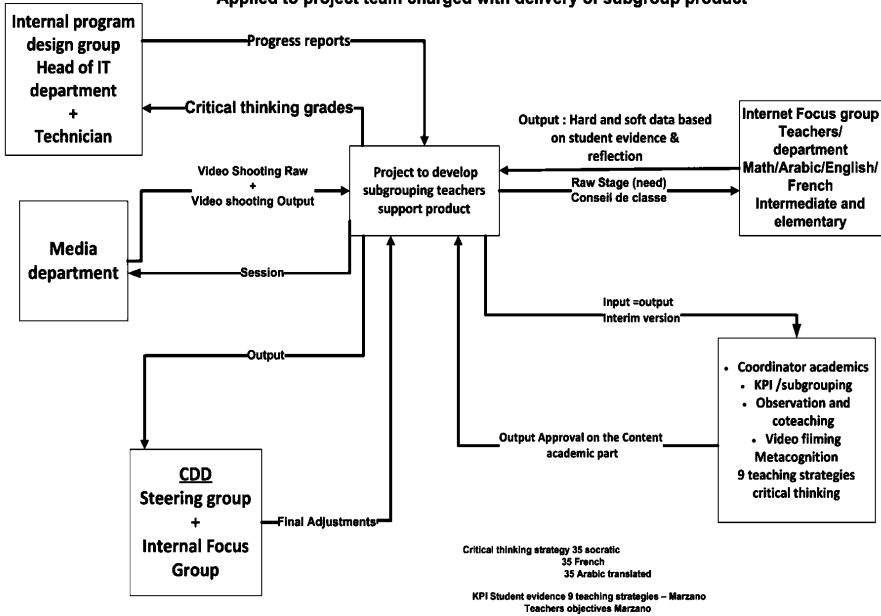 Applied to project team charged with delivery of subgroup product
Internal program
design group
Head of IT
department
+
Technician
Progress reports
Critical thinking grades
Output : Hard and soft data based
on student evidence &
reflection
Internet Focus group
Teachers/
department
Math/Arabic/English/
French
Intermediate and
elementary
Project to develop
subgrouping teachers
support product
Raw Stage (need)
Conseil de classe
Video Shooting Raw
+
Video shooting Output
Media
department
Session
Input =output
Interim version
Output
• Coordinator academics
• KPI /subgrouping
• Observation and
coteaching
• Video filming
Metacognition
9 teaching strategies
critical thinking
Output Approval on the Content
academic part
CDD
Steering group
+
Internal Focus
Group
Final Adjustments
Critical thinking strategy 35 socratic
35 French
35 Arabic translated
KPI Student evidence 9 teaching strategies – Marzano
Teachers objectives Marzano